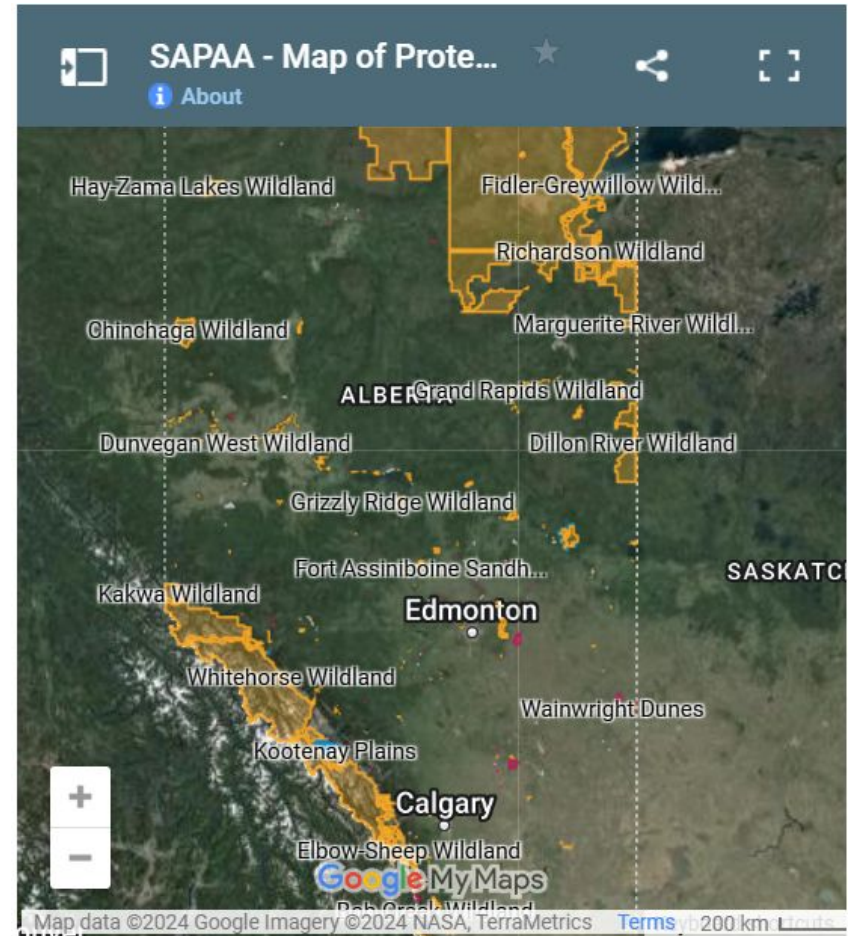 SAPAA - Map of Prote...
About
Hay-Zama Lakes Wildland
Fidler-Greywillow Wild...
Richardson Wildland
Chinchaga Wildland
Marguerite River Wildl...
ALBERTA
Grand Rapids Wildland
Dunvegan West Wildland
Dillon River Wildland
Grizzly Ridge Wildland
Fort Assiniboine Sandh...
SASKATC
Kakwa Wildland
Edmonton
Whitehorse Wildland
Wainwright Dunes
Kootenay Plains
Calgary
Elbow-Sheep Wildland
Google My Maps
Bob Creek Wildland
Map data ©2024 Google Imagery ©2024 NASA, TerraMetrics Terms 200 km